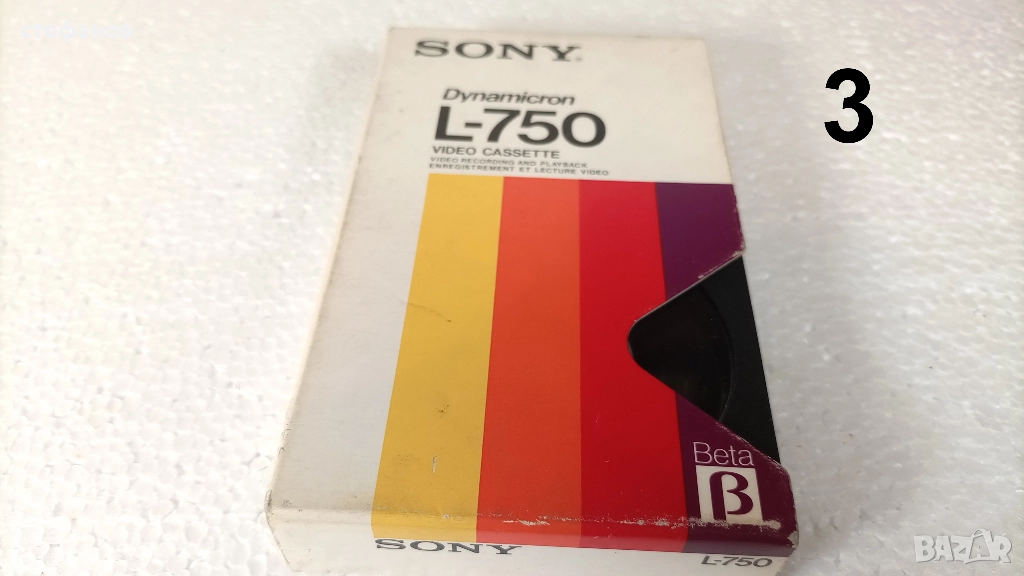 SONY
Dynamicron
L-750
VIDEO CASSETTE
VIDEO RECORDING AND PLAYBACK
ENREGISTREMENT ET LECTURE VIDEO
3
Beta
β
SONY
L-750
BAZAR